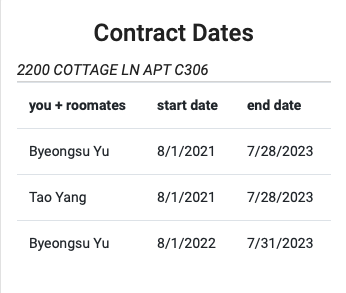 Contract Dates
2200 COTTAGE LN APT C306
you + roomates start date end date
Byeongsu Yu 8/1/2021 7/28/2023
Tao Yang 8/1/2021 7/28/2023
Byeongsu Yu 8/1/2022 7/31/2023